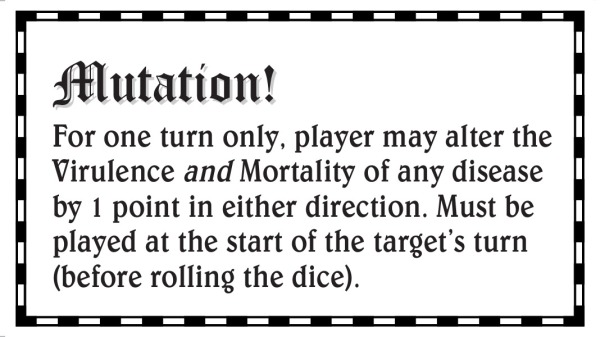 Mutation!
For one turn only, player may alter the
Virulence and Mortality of any disease
by 1 point in either direction. Must be
played at the start of the target's turn
(before rolling the dice).